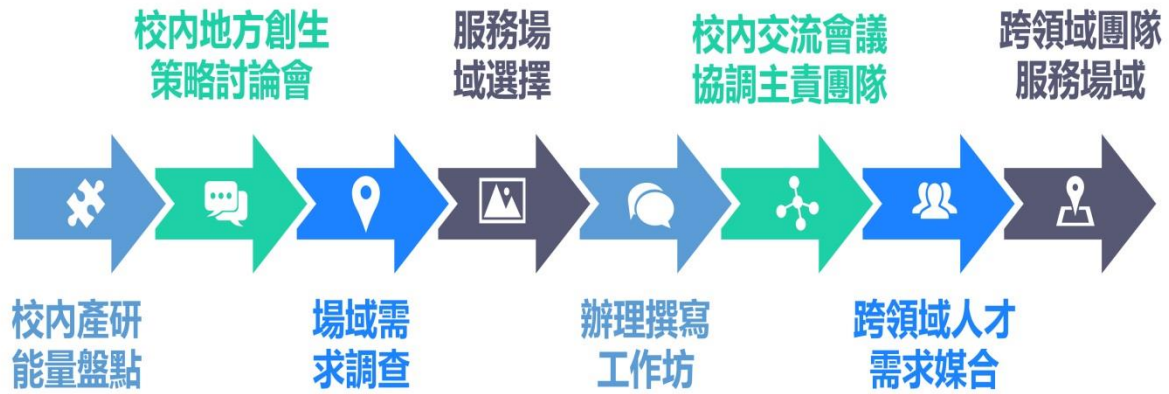 校內地方創生
策略討論會
服務場
域選擇
校內交流會議
協調主責團隊
跨領域團隊
服務場域
校內產研
能量盤點
場域需
求調查
辦理撰寫
工作坊
跨領域人才
需求媒合